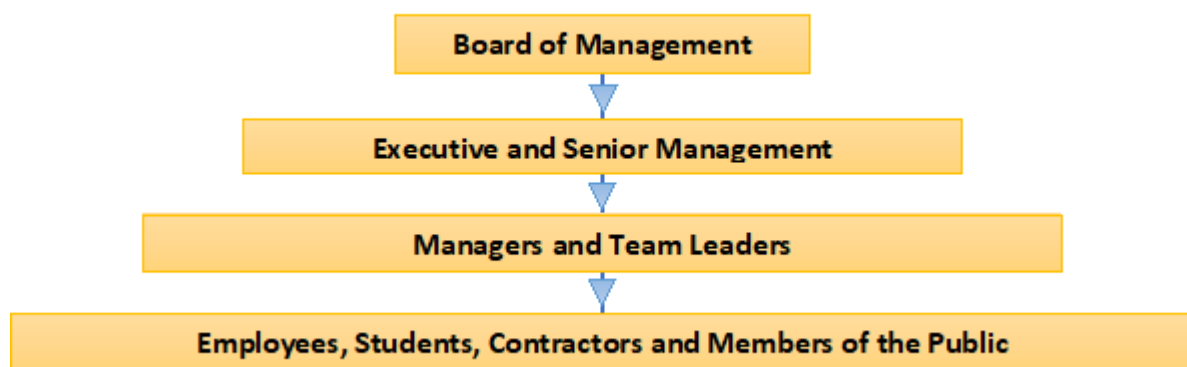 Board of Management
Executive and Senior Management
Managers and Team Leaders
Employees, Students, Contractors and Members of the Public